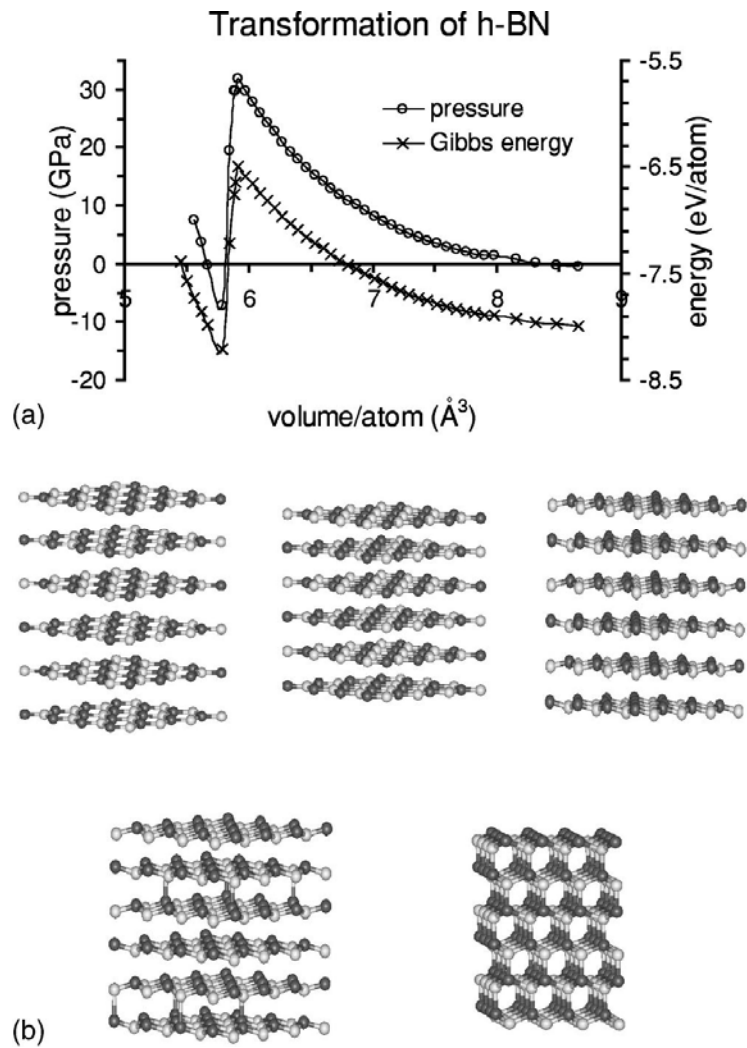 Transformation of h-BN
30
20
10
0
-10
-20
pressure (GPa)
5
6
7
8
9
volume/atom (Å³)
-5.5
-6.5
-7.5
-8.5
energy (eV/atom)
pressure
Gibbs energy
(a)
(b)